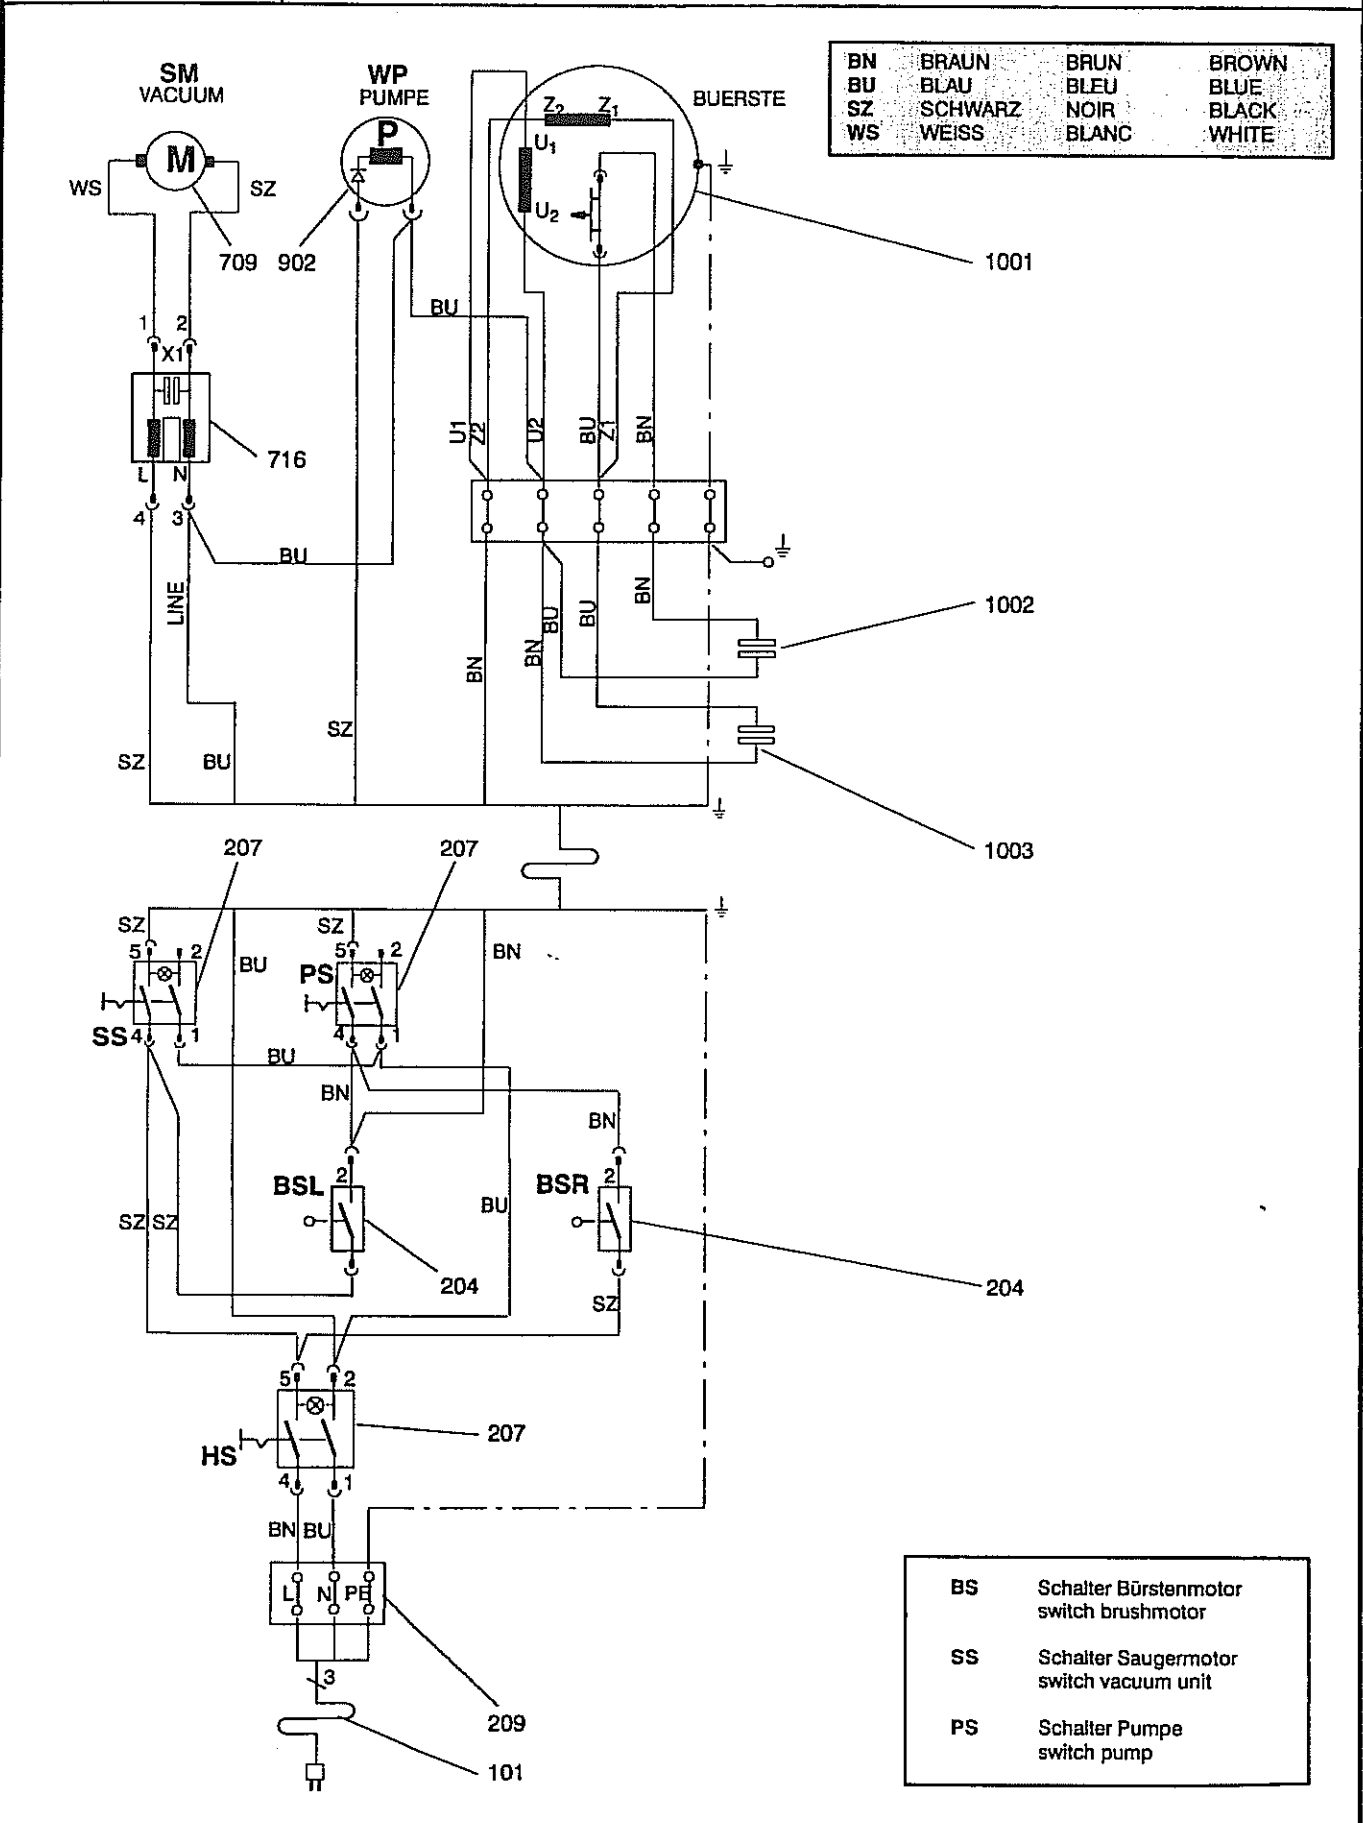 BN BRAUN BRUN BROWN
BU BLAU BLEU BLUE
SZ SCHWARZ NOIR BLACK
WS WEISS BLANC WHITE
SM
VACUUM
WP
PUMPE
BUERSTE
M
P
Z2 Z1
U1
U2
WS
SZ
709
902
1001
BU
1
2
X1
U1
Z2
U2
BU
Z1
BN
716
L
N
4
3
BU
LINE
BN
BU
BU
BN
BN
1002
SZ
BU
SZ
1003
207
207
SZ
SZ
BN
5
2
BU
PS
5
2
SS
4
1
4
1
BU
BN
BN
BSL
2
BSR
2
SZ
SZ
BU
204
204
SZ
5
2
207
HS
4
1
BN
BU
L
N
PE
3
209
101
BS Schalter Bürstenmotor
switch brushmotor
SS Schalter Saugermotor
switch vacuum unit
PS Schalter Pumpe
switch pump